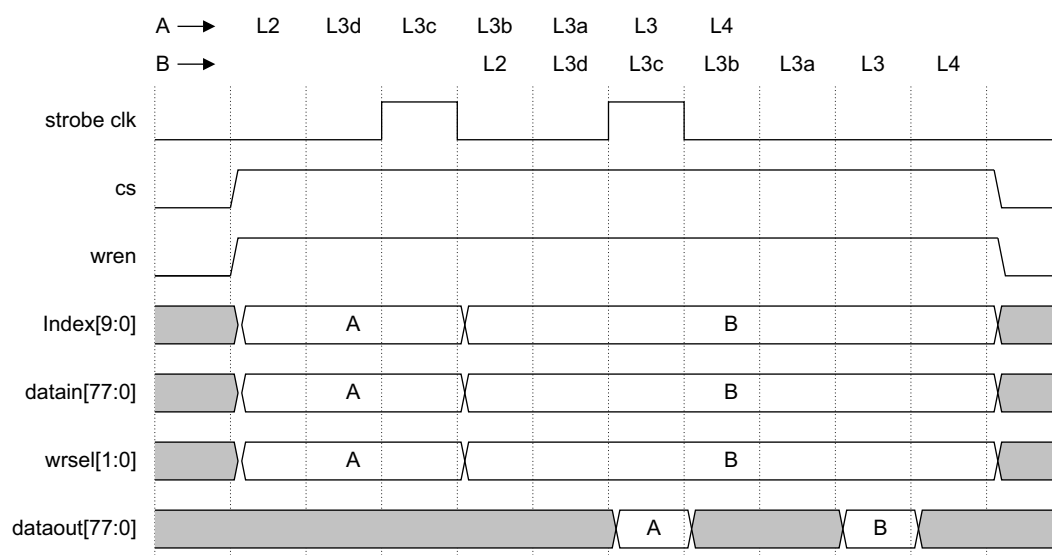 A → L2 L3d L3c L3b L3a L3 L4
B → L2 L3d L3c L3b L3a L3 L4
strobe clk
cs
wren
Index[9:0] A B
datain[77:0] A B
wrsel[1:0] A B
dataout[77:0] A B